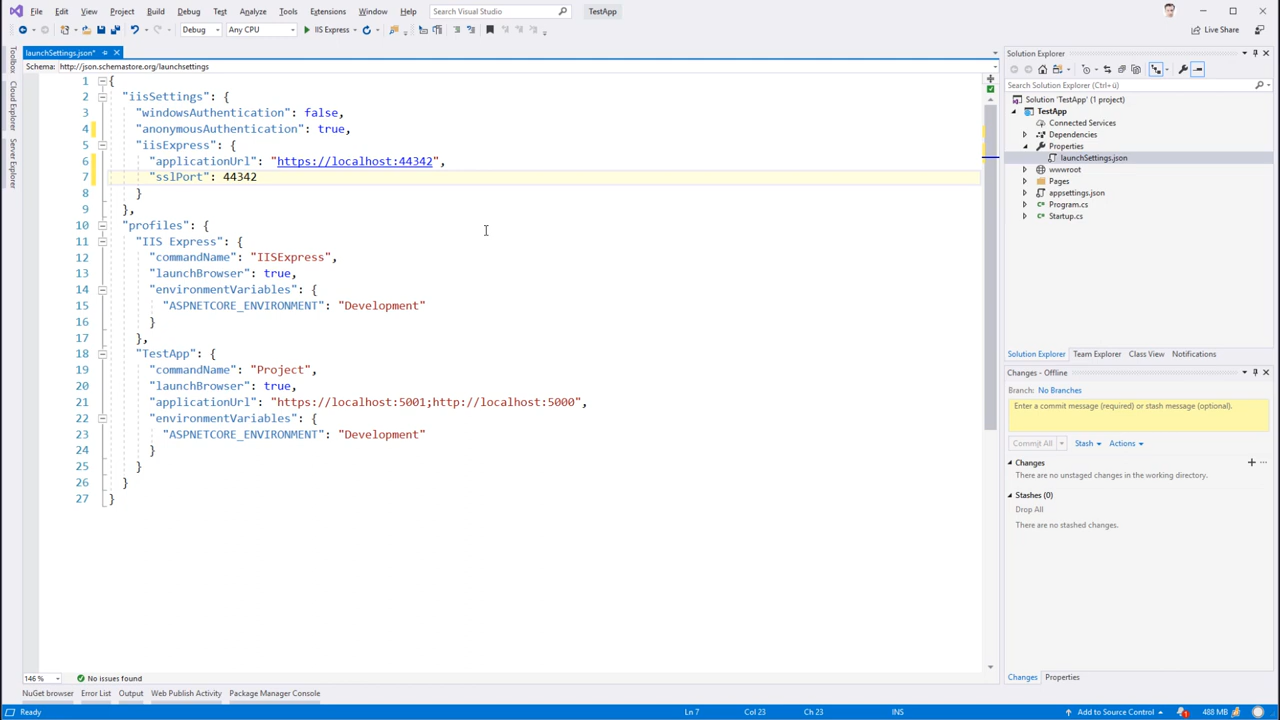 File Edit View Project Build Debug Test Analyze Tools Extensions Window Help Search Visual Studio TestApp
Debug Any CPU IIS Express Live Share
launchSettings.json*
Schema: http://json.schemastore.org/launchsettings
Toolbox
Cloud Explorer
Server Explorer
1 {
2 "iisSettings": {
3 "windowsAuthentication": false,
4 "anonymousAuthentication": true,
5 "iisExpress": {
6 "applicationUrl": "https://localhost:44342",
7 "sslPort": 44342
8 }
9 },
10 "profiles": {
11 "IIS Express": {
12 "commandName": "IISExpress",
13 "launchBrowser": true,
14 "environmentVariables": {
15 "ASPNETCORE_ENVIRONMENT": "Development"
16 }
17 },
18 "TestApp": {
19 "commandName": "Project",
20 "launchBrowser": true,
21 "applicationUrl": "https://localhost:5001;http://localhost:5000",
22 "environmentVariables": {
23 "ASPNETCORE_ENVIRONMENT": "Development"
24 }
25 }
26 }
27 }
146 % No issues found
Solution Explorer
Search Solution Explorer (Ctrl+ü)
Solution 'TestApp' (1 project)
TestApp
Connected Services
Dependencies
Properties
launchSettings.json
wwwroot
Pages
appsettings.json
Program.cs
Startup.cs
Solution Explorer Team Explorer Class View Notifications
Changes - Offline
Branch: No Branches
Enter a commit message (required) or stash message (optional).
Commit All Stash Actions
Changes
There are no unstaged changes in the working directory.
Stashes (0)
Drop All
There are no stashed changes.
Changes Properties
NuGet browser Error List Output Web Publish Activity Package Manager Console
Ready Ln 7 Col 23 Ch 23 INS Add to Source Control 1 488 MB